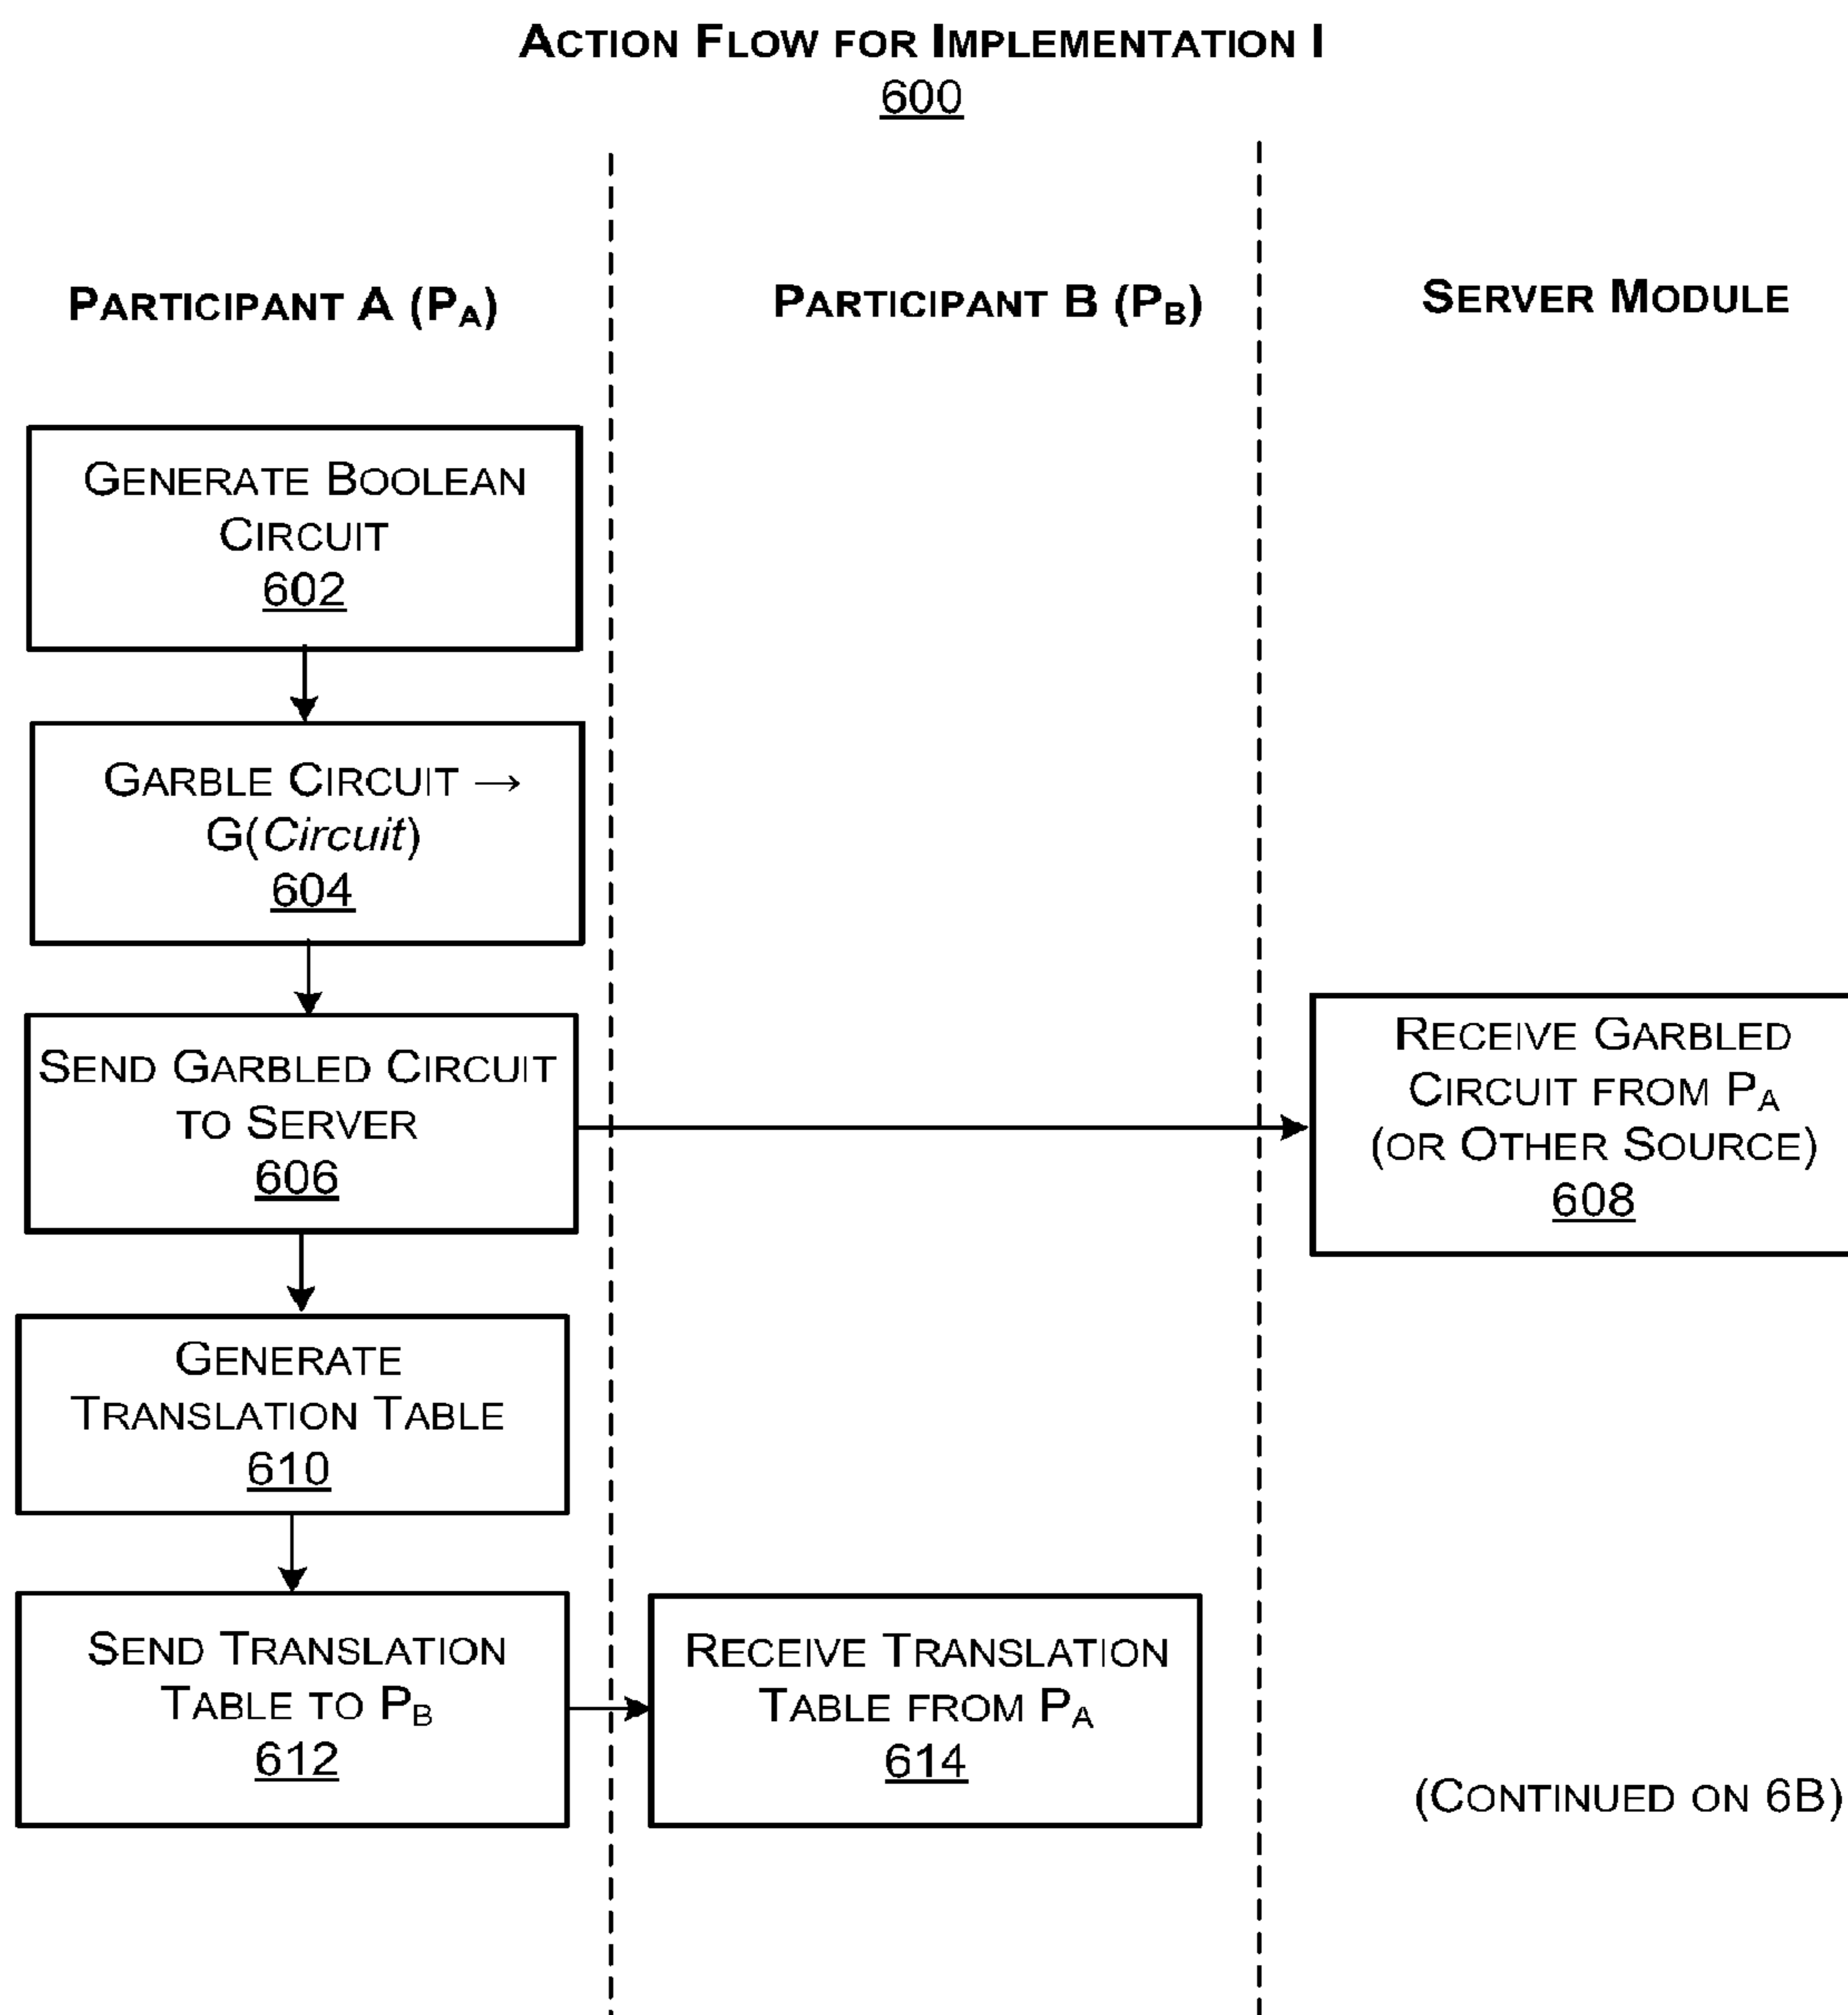 ACTION FLOW FOR IMPLEMENTATION I
600
PARTICIPANT A (PA)
PARTICIPANT B (PB)
SERVER MODULE
GENERATE BOOLEAN
CIRCUIT
602
GARBLE CIRCUIT →
G(Circuit)
604
SEND GARBLED CIRCUIT
TO SERVER
606
RECEIVE GARBLED
CIRCUIT FROM PA
(OR OTHER SOURCE)
608
GENERATE
TRANSLATION TABLE
610
SEND TRANSLATION
TABLE TO PB
612
RECEIVE TRANSLATION
TABLE FROM PA
614
(CONTINUED ON 6B)